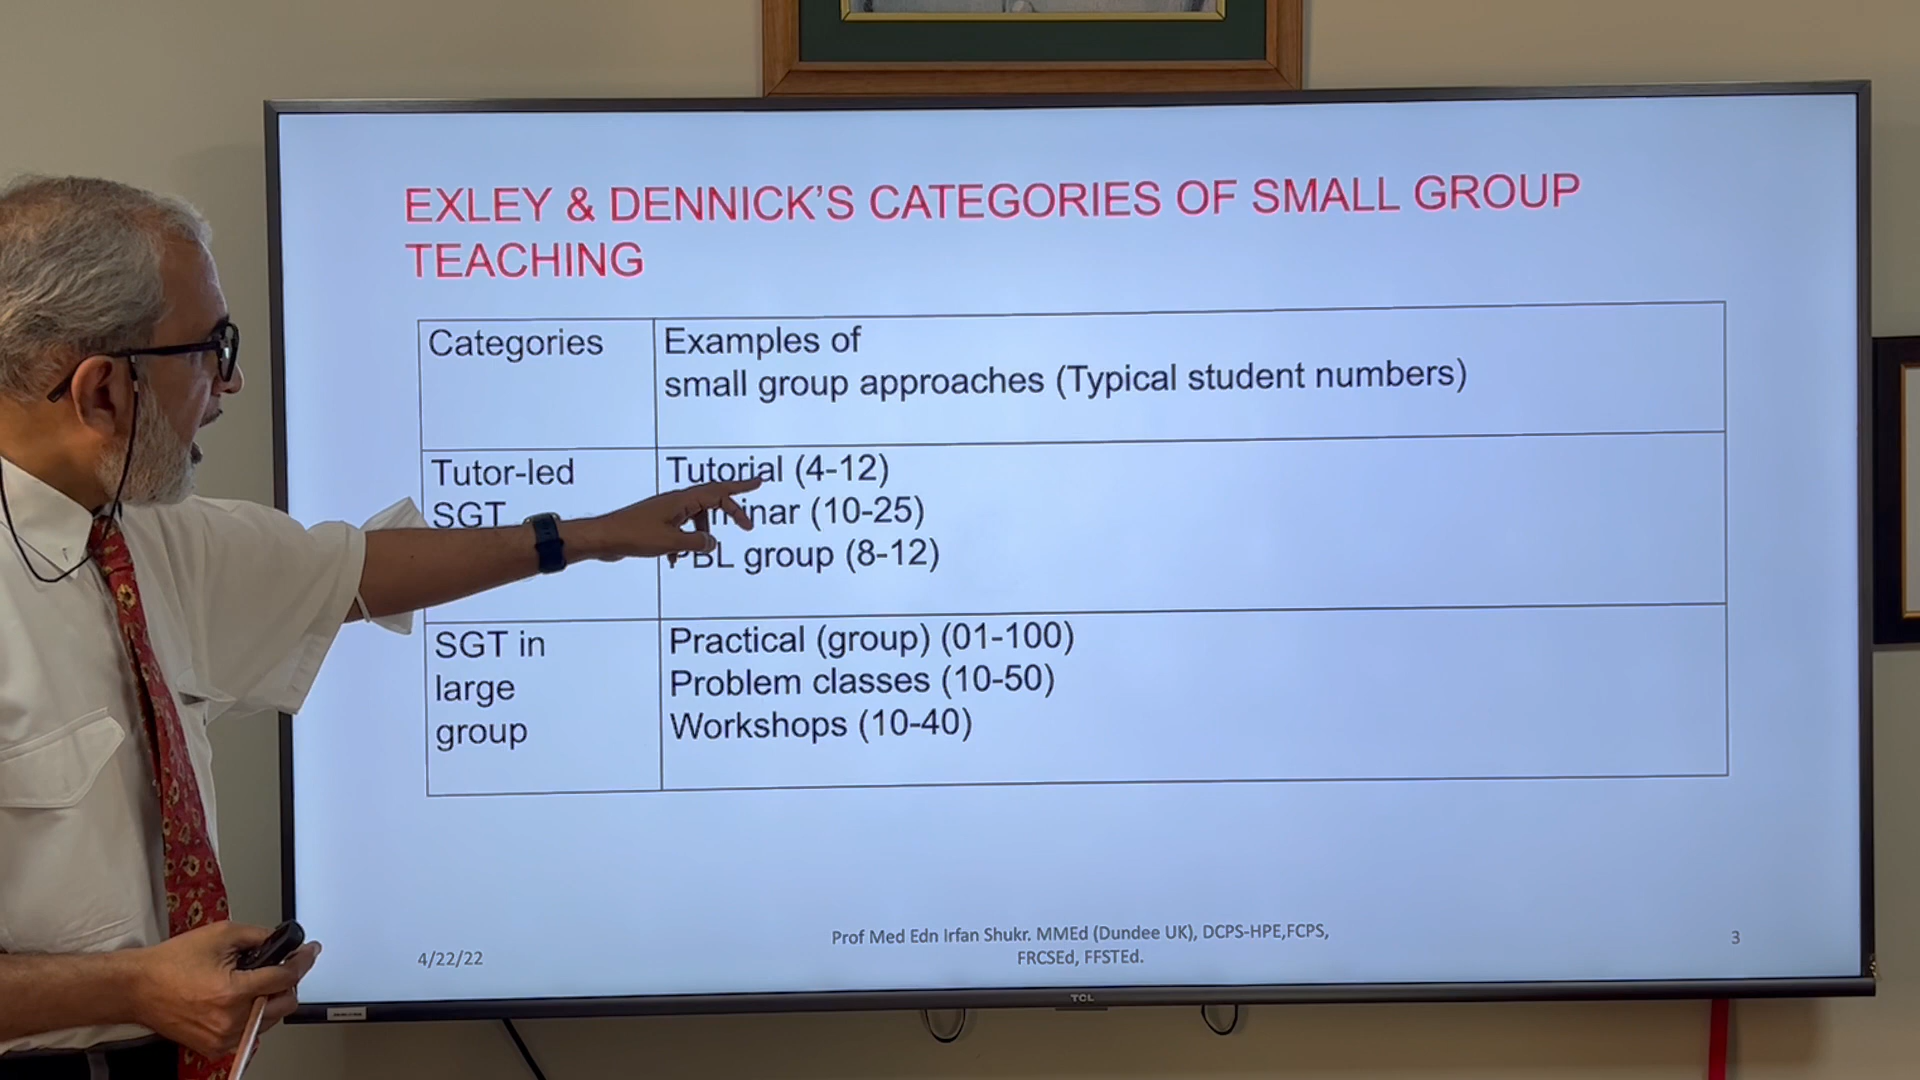 EXLEY & DENNICK’S CATEGORIES OF SMALL GROUP
TEACHING
Categories
Examples of
small group approaches (Typical student numbers)
Tutor-led
SGT
Tutorial (4-12)
(10-25)
PBL group (8-12)
SGT in
large
group
Practical (group) (01-100)
Problem classes (10-50)
Workshops (10-40)
4/22/22
Prof Med Edn Irfan Shukr. MMEd (Dundee UK), DCPS-HPE,FCPS,
FRCSEd, FFSTEd.
3
TCL